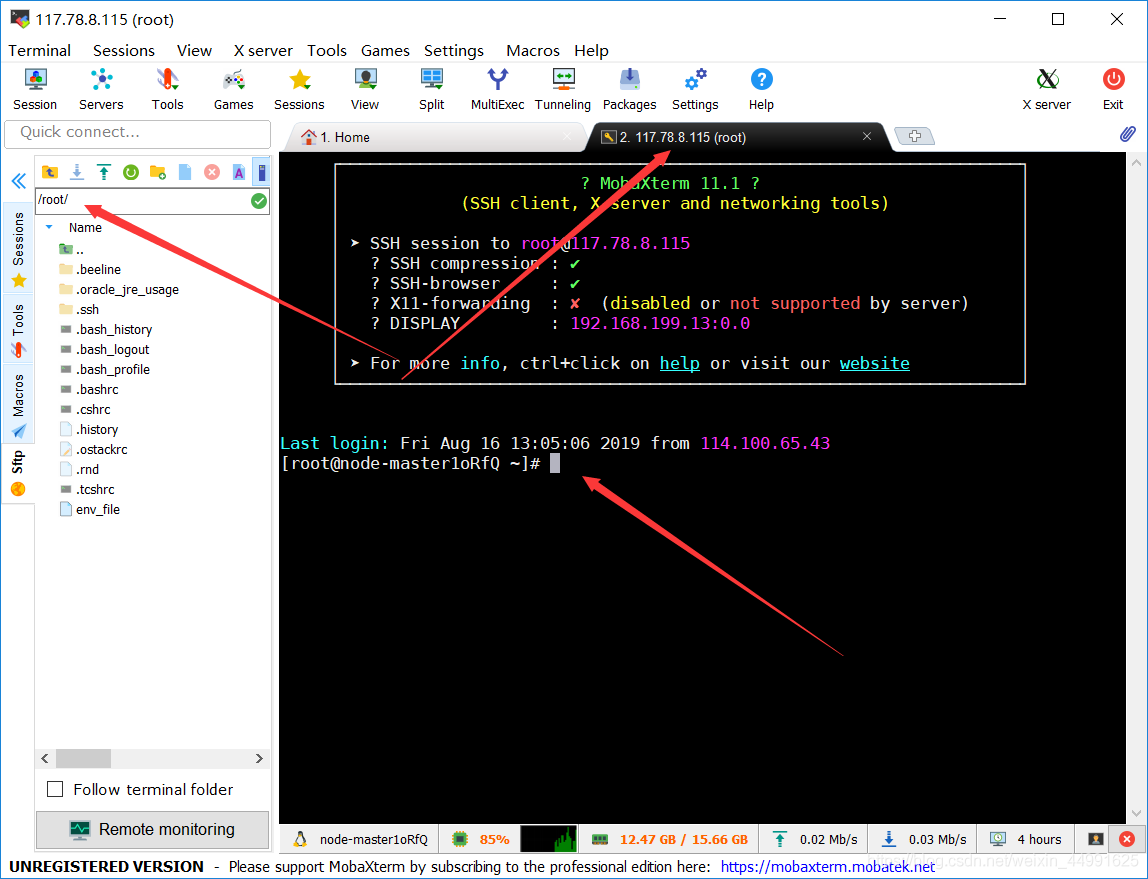 117.78.8.115 (root)
Terminal Sessions View X server Tools Games Settings Macros Help
Session Servers Tools Games Sessions View Split MultiExec Tunneling Packages Settings Help X server Exit
Quick connect...
1. Home
2. 117.78.8.115 (root)
/root/
Name
..
.beeline
.oracle_jre_usage
.ssh
.bash_history
.bash_logout
.bash_profile
.bashrc
.cshrc
.history
.ostackrc
.rnd
.tcshrc
env_file
Sessions
Tools
Macros
Sftp
? MobaXterm 11.1 ?
(SSH client, X server and networking tools)
➤ SSH session to root@117.78.8.115
? SSH compression : ✔
? SSH-browser : ✔
? X11-forwarding : ✘ (disabled or not supported by server)
? DISPLAY : 192.168.199.13:0.0
➤ For more info, ctrl+click on help or visit our website
Last login: Fri Aug 16 13:05:06 2019 from 114.100.65.43
[root@node-master1oRfQ ~]#
Follow terminal folder
Remote monitoring
node-master1oRfQ 85% 12.47 GB / 15.66 GB 0.02 Mb/s 0.03 Mb/s 4 hours
UNREGISTERED VERSION - Please support MobaXterm by subscribing to the professional edition here: https://mobaxterm.mobatek.net
https://blog.csdn.net/weixin_44991625